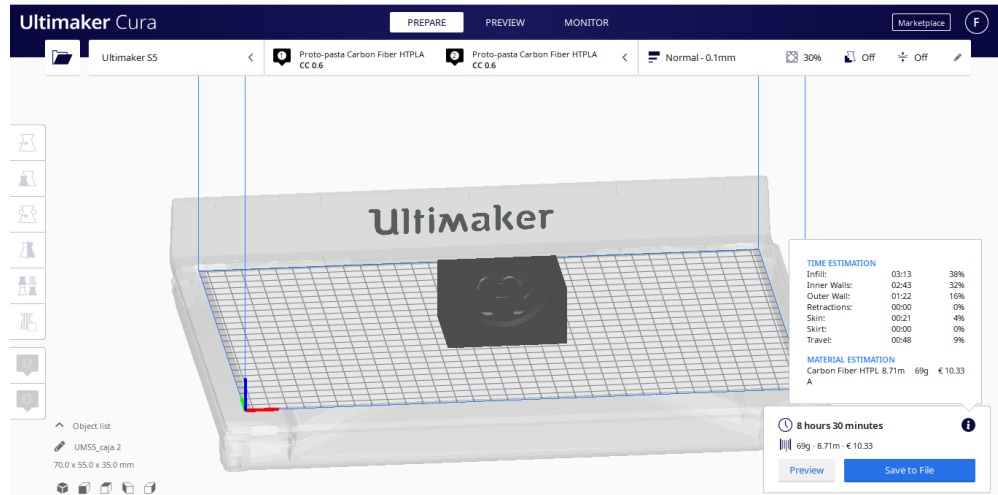 Ultimaker Cura
PREPARE PREVIEW MONITOR
Marketplace F
Ultimaker S5
1 Proto-pasta Carbon Fiber HTPLA
CC 0.6
2 Proto-pasta Carbon Fiber HTPLA
CC 0.6
Normal - 0.1mm
30% Off Off
Ultimaker
TIME ESTIMATION
Infill: 03:13 38%
Inner Walls: 02:43 32%
Outer Wall: 01:22 16%
Retractions: 00:00 0%
Skin: 00:21 4%
Skirt: 00:00 0%
Travel: 00:48 9%
MATERIAL ESTIMATION
Carbon Fiber HTPL 8.71m 69g € 10.33
A
1
2
Object list
UMS5_caja 2
70.0 x 55.0 x 35.0 mm
8 hours 30 minutes
69g · 8.71m · € 10.33
Preview Save to File